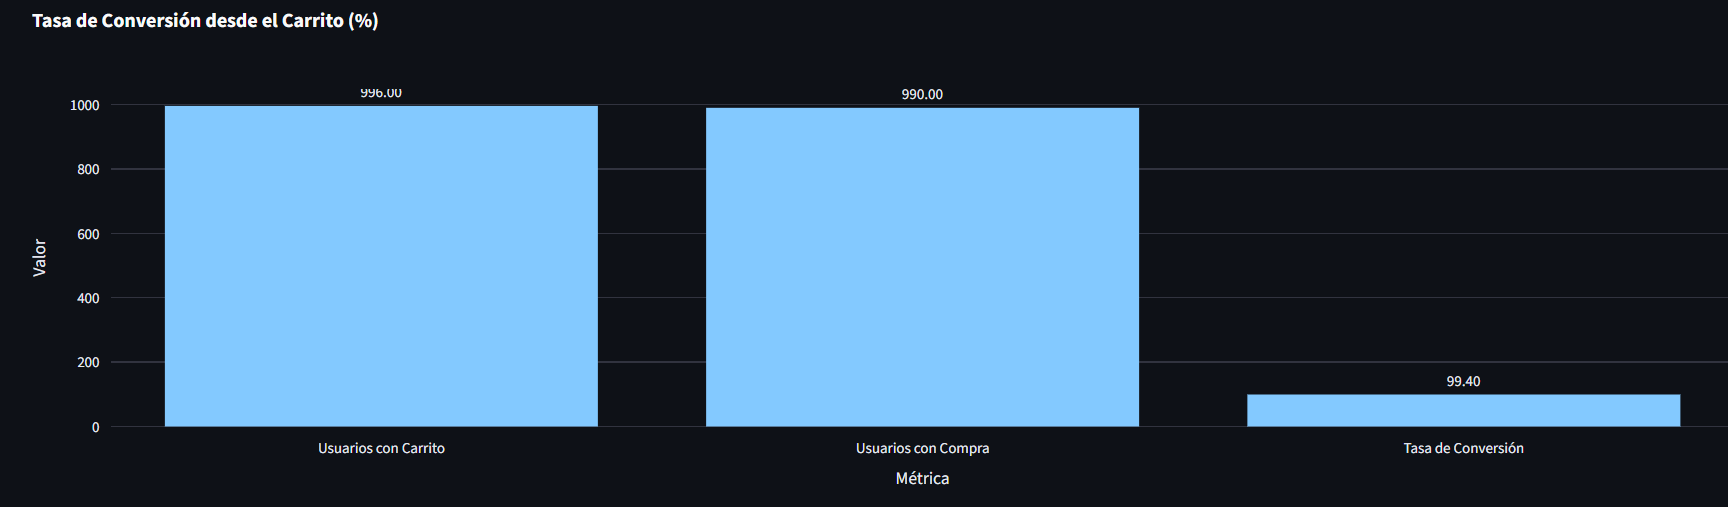 Tasa de Conversión desde el Carrito (%)
996.00
990.00
99.40
1000
800
600
400
200
0
Valor
Usuarios con Carrito
Usuarios con Compra
Tasa de Conversión
Métrica